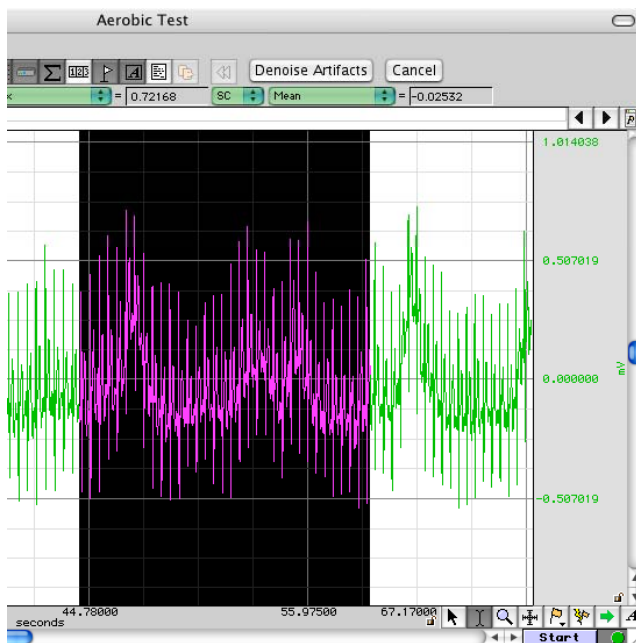 Aerobic Test
Denoise Artifacts Cancel
= 0.72168 SC Mean = -0.02532
1.014038
0.507019
0.000000
mV
-0.507019
44.78000 55.97500 67.17000
seconds
Start